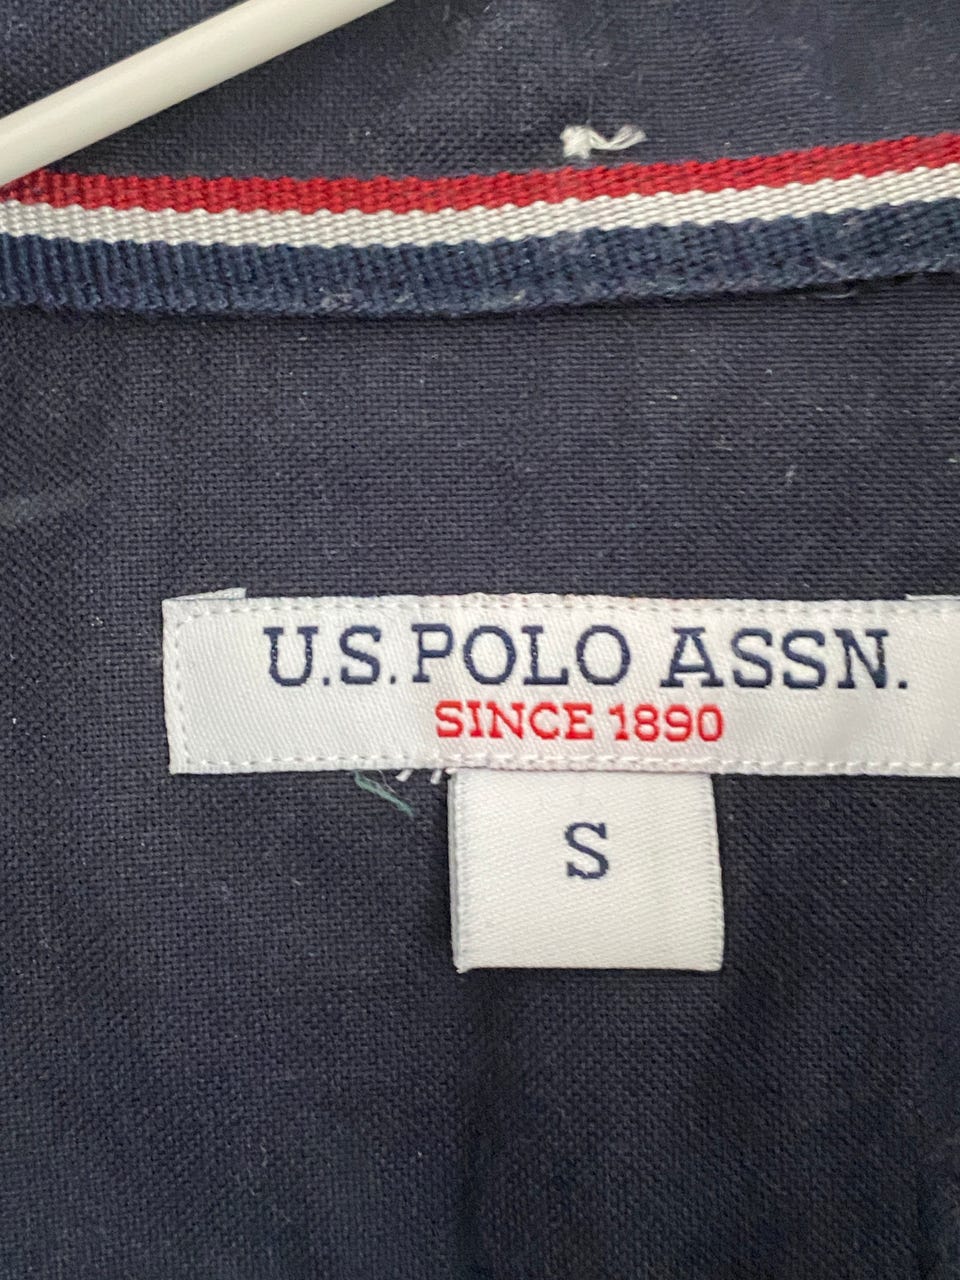 U.S. POLO ASSN.
SINCE 1890
S